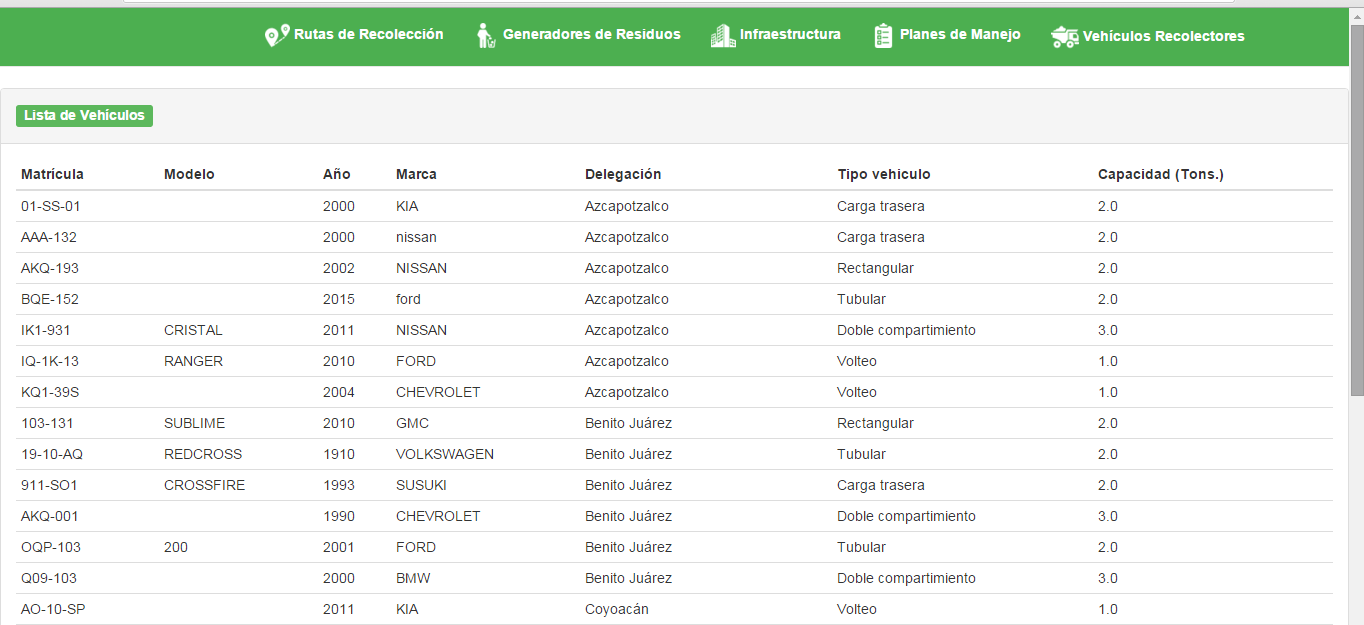 Rutas de Recolección Generadores de Residuos Infraestructura Planes de Manejo Vehículos Recolectores
Lista de Vehículos
Matrícula Modelo Año Marca Delegación Tipo vehiculo Capacidad (Tons.)
01-SS-01 2000 KIA Azcapotzalco Carga trasera 2.0
AAA-132 2000 nissan Azcapotzalco Carga trasera 2.0
AKQ-193 2002 NISSAN Azcapotzalco Rectangular 2.0
BQE-152 2015 ford Azcapotzalco Tubular 2.0
IK1-931 CRISTAL 2011 NISSAN Azcapotzalco Doble compartimiento 3.0
IQ-1K-13 RANGER 2010 FORD Azcapotzalco Volteo 1.0
KQ1-39S 2004 CHEVROLET Azcapotzalco Volteo 1.0
103-131 SUBLIME 2010 GMC Benito Juárez Rectangular 2.0
19-10-AQ REDCROSS 1910 VOLKSWAGEN Benito Juárez Tubular 2.0
911-SO1 CROSSFIRE 1993 SUSUKI Benito Juárez Carga trasera 2.0
AKQ-001 1990 CHEVROLET Benito Juárez Doble compartimiento 3.0
OQP-103 200 2001 FORD Benito Juárez Tubular 2.0
Q09-103 2000 BMW Benito Juárez Doble compartimiento 3.0
AO-10-SP 2011 KIA Coyoacán Volteo 1.0